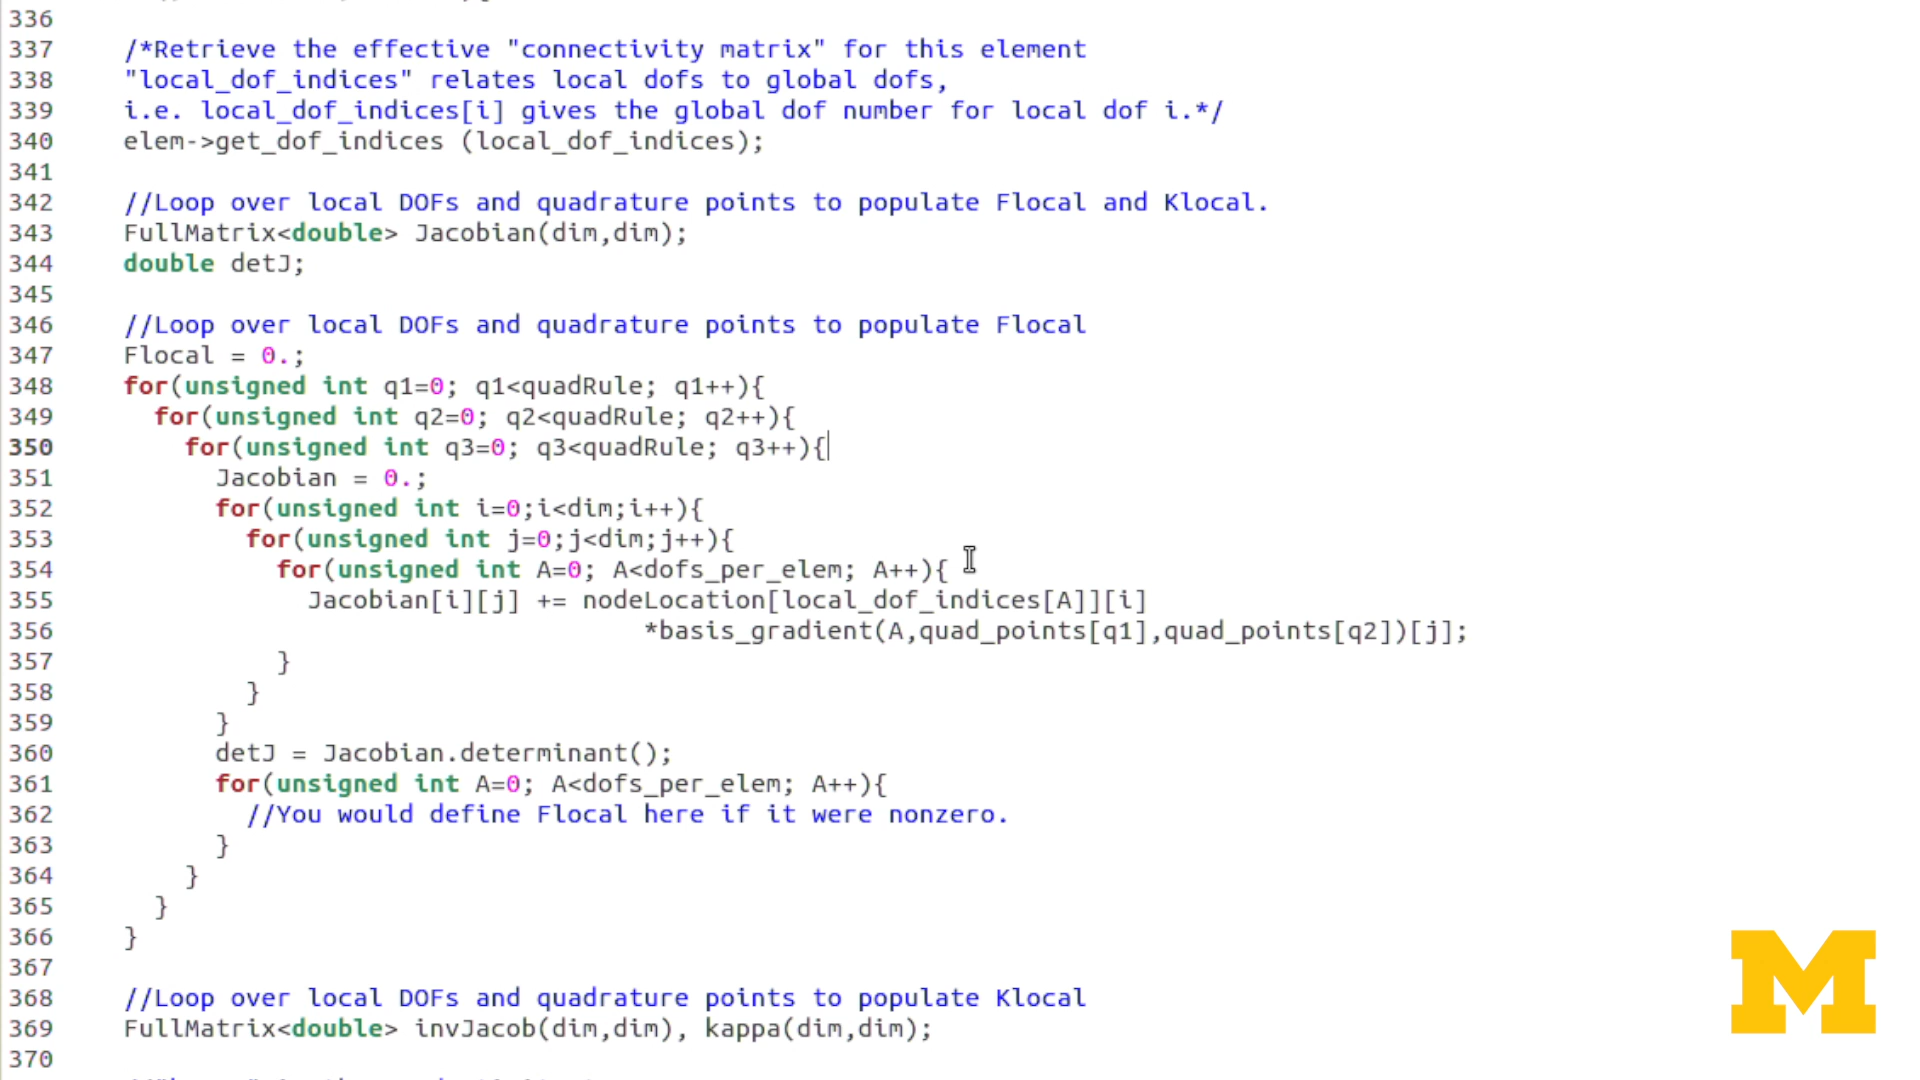 336
337 /*Retrieve the effective "connectivity matrix" for this element
338 "local_dof_indices" relates local dofs to global dofs,
339 i.e. local_dof_indices[i] gives the global dof number for local dof i.*/
340 elem->get_dof_indices (local_dof_indices);
341
342 //Loop over local DOFs and quadrature points to populate Flocal and Klocal.
343 FullMatrix<double> Jacobian(dim,dim);
344 double detJ;
345
346 //Loop over local DOFs and quadrature points to populate Flocal
347 Flocal = 0.;
348 for(unsigned int q1=0; q1<quadRule; q1++){
349 for(unsigned int q2=0; q2<quadRule; q2++){
350 for(unsigned int q3=0; q3<quadRule; q3++){
351 Jacobian = 0.;
352 for(unsigned int i=0;i<dim;i++){
353 for(unsigned int j=0;j<dim;j++){
354 for(unsigned int A=0; A<dofs_per_elem; A++){
355 Jacobian[i][j] += nodeLocation[local_dof_indices[A]][i]
356 *basis_gradient(A,quad_points[q1],quad_points[q2])[j];
357 }
358 }
359 }
360 detJ = Jacobian.determinant();
361 for(unsigned int A=0; A<dofs_per_elem; A++){
362 //You would define Flocal here if it were nonzero.
363 }
364 }
365 }
366 }
367
368 //Loop over local DOFs and quadrature points to populate Klocal
369 FullMatrix<double> invJacob(dim,dim), kappa(dim,dim);
370
M